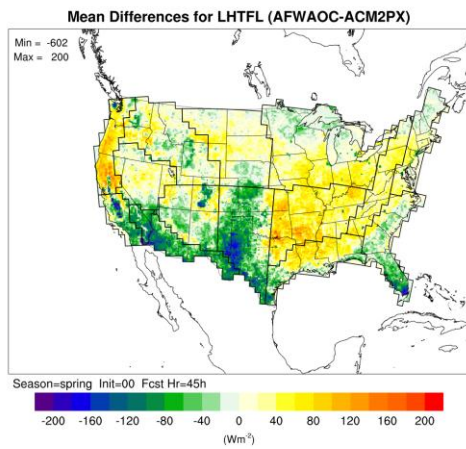 Mean Differences for LHTFL (AFWAOC-ACM2PX)
Min = -602
Max = 200
Season=spring Init=00 Fcst Hr=45h
-200 -160 -120 -80 -40 0 40 80 120 160 200
(Wm-2)